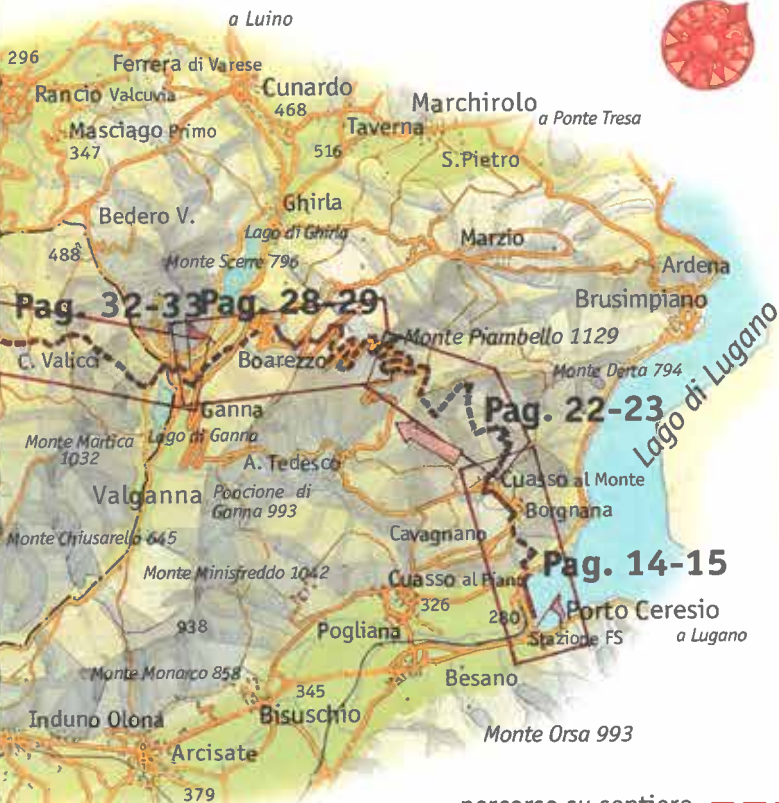 a Luino
296
Ferrera di Varese
Rancio Valcuvia
Cunardo
468
Marchirolo
a Ponte Tresa
Taverna
Masciago Primo
347
516
S.Pietro
Bedero V.
Ghirla
Lago di Ghirla
Marzio
488
Monte Scerre 796
Ardena
Brusimpiano
Pag. 32-33
Pag. 28-29
Monte Piambello 1129
C. Valicci
Boarezzo
Monte Derta 794
Lago di Lugano
Ganna
Pag. 22-23
Monte Martica
1032
Lago di Ganna
A. Tedesco
Cuasso al Monte
Valganna
Poncione di
Ganna 993
Borgnana
Monte Chiusarello 645
Cavagnano
Pag. 14-15
Monte Minisfreddo 1042
Cuasso al Piano
326
280
Porto Ceresio
938
Pogliana
Stazione FS
a Lugano
Monte Monarco 858
345
Besano
Induno Olona
Bisuschio
Monte Orsa 993
Arcisate
379
percorso su sentiero